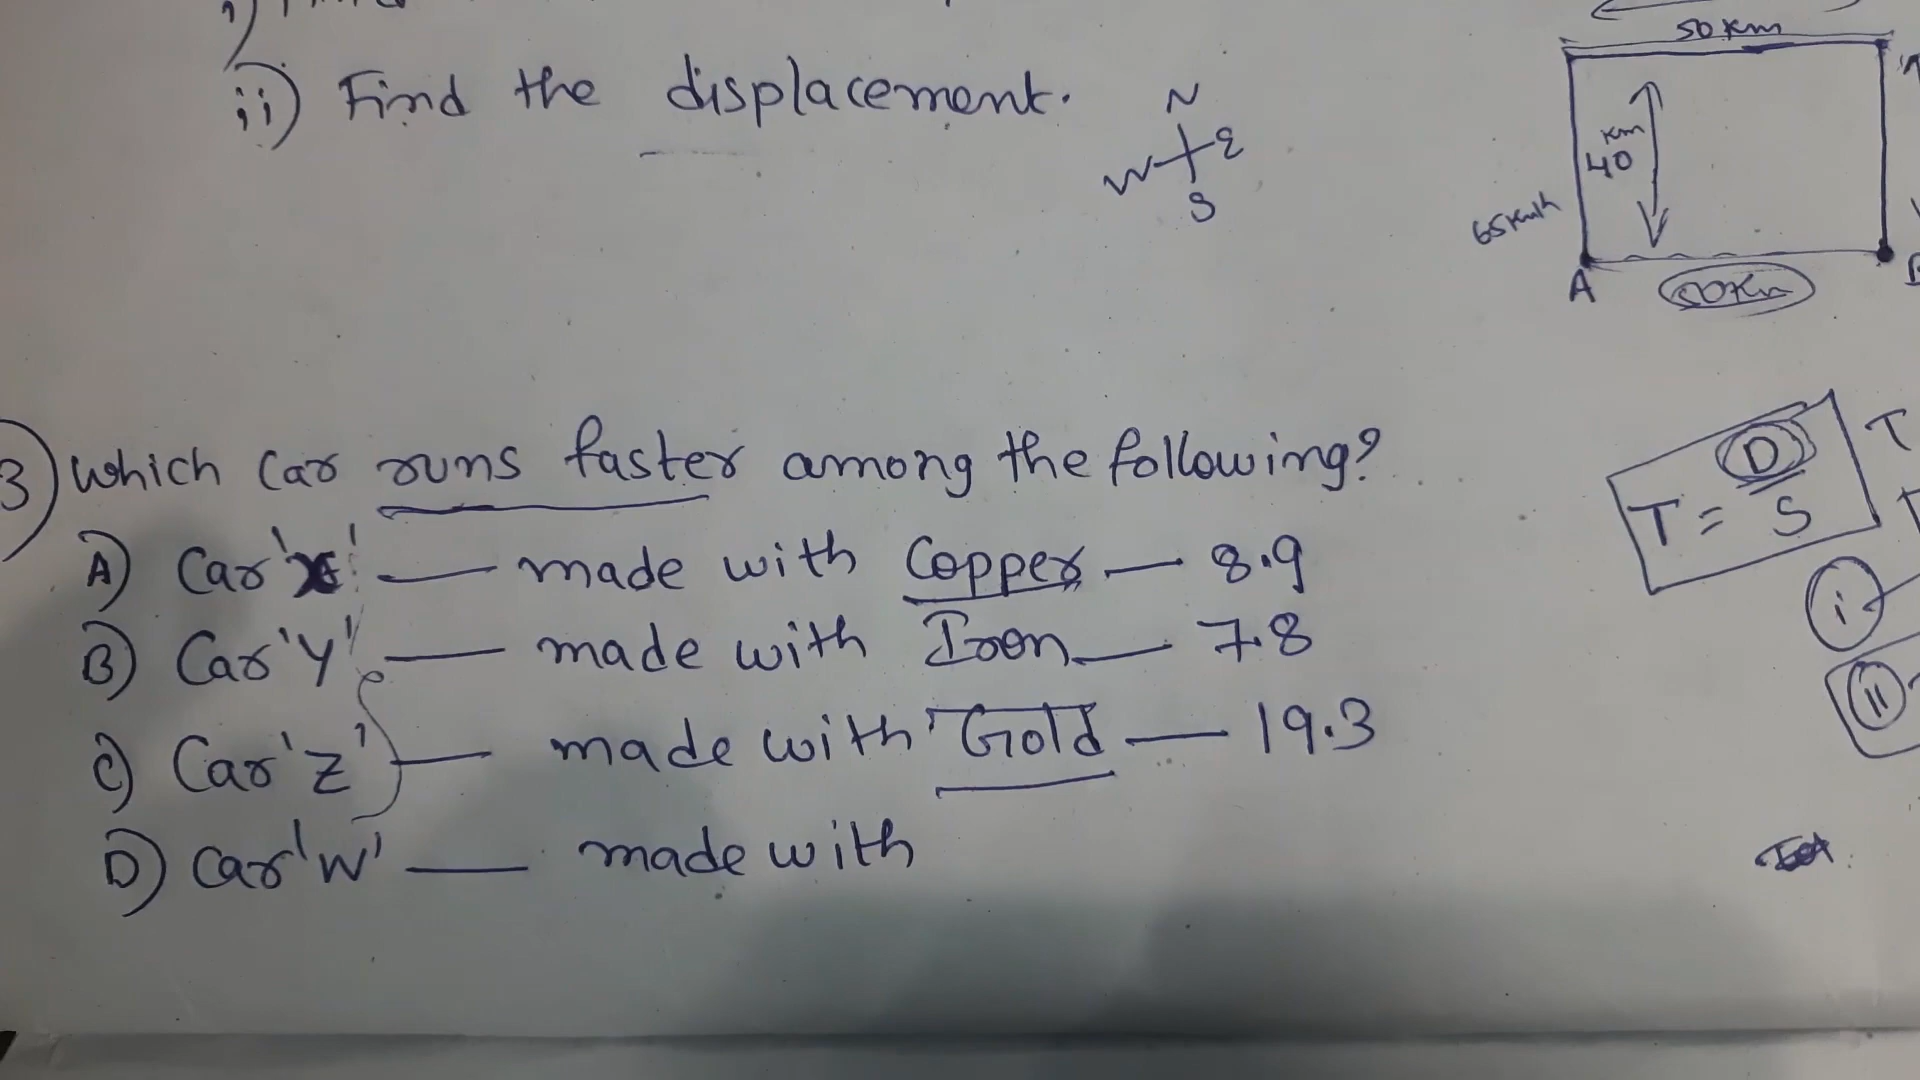 ii) Find the displacement.
N
W E
S
50 km
40 km
65 km/h
A
50 Km
3) Which Car runs faster among the following?
A) Car 'X' — made with Copper — 8.9
B) Car 'Y' — made with Iron — 7.8
C) Car 'Z' — made with Gold — 19.3
D) Car 'W' — made with
T = D/S
T
i
ii